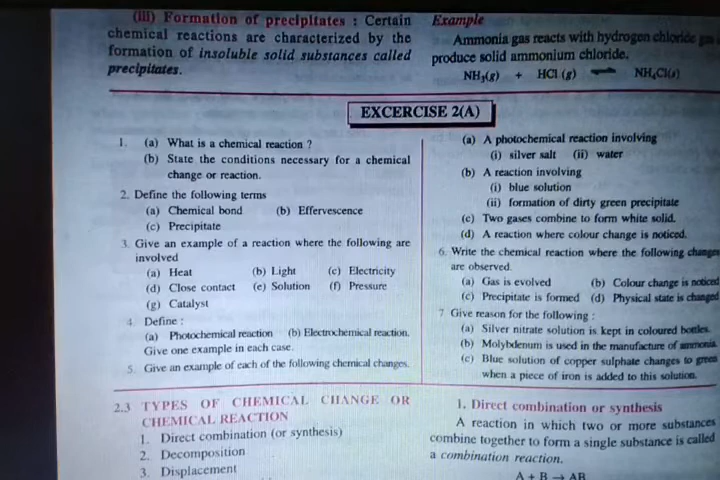 (iii) Formation of precipitates : Certain
chemical reactions are characterized by the
formation of insoluble solid substances called
precipitates.
Example
Ammonia gas reacts with hydrogen chloride gas
produce solid ammonium chloride.
NH₃(g) + HCl (g) NH₄Cl(s)
EXCERCISE 2(A)
1. (a) What is a chemical reaction ?
(b) State the conditions necessary for a chemical
change or reaction.
2. Define the following terms
(a) Chemical bond (b) Effervescence
(c) Precipitate
3. Give an example of a reaction where the following are
involved
(a) Heat (b) Light (c) Electricity
(d) Close contact (e) Solution (f) Pressure
(g) Catalyst
4. Define :
(a) Photochemical reaction (b) Electrochemical reaction.
Give one example in each case.
5. Give an example of each of the following chemical changes.
(a) A photochemical reaction involving
(i) silver salt (ii) water
(b) A reaction involving
(i) blue solution
(ii) formation of dirty green precipitate
(c) Two gases combine to form white solid.
(d) A reaction where colour change is noticed.
6. Write the chemical reaction where the following changes
are observed.
(a) Gas is evolved (b) Colour change is noticed
(c) Precipitate is formed (d) Physical state is changed
7 Give reason for the following :
(a) Silver nitrate solution is kept in coloured bottles.
(b) Molybdenum is used in the manufacture of ammonia.
(c) Blue solution of copper sulphate changes to green
when a piece of iron is added to this solution.
2.3 TYPES OF CHEMICAL CHANGE OR
CHEMICAL REACTION
1. Direct combination (or synthesis)
2. Decomposition
3. Displacement
1. Direct combination or synthesis
A reaction in which two or more substances
combine together to form a single substance is called
a combination reaction.
A + B → AB